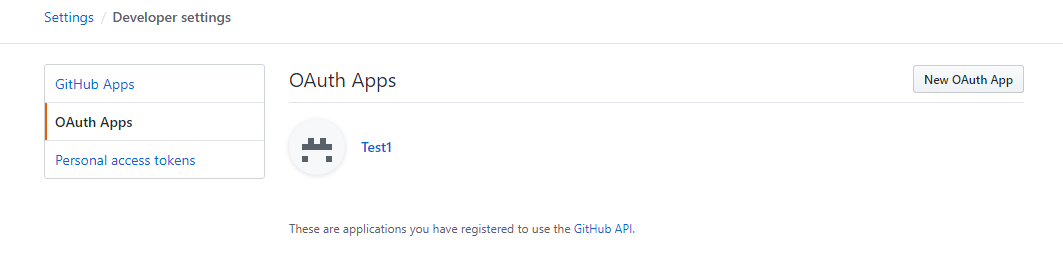 Settings / Developer settings
GitHub Apps
OAuth Apps
Personal access tokens
OAuth Apps
New OAuth App
Test1
These are applications you have registered to use the GitHub API.